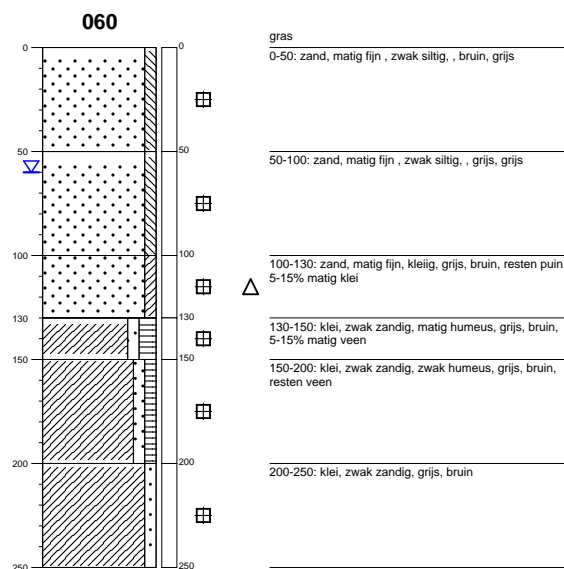 060
gras
0
0
0-50: zand, matig fijn , zwak siltig, , bruin, grijs
50
50
50-100: zand, matig fijn , zwak siltig, , grijs, grijs
100
100
100-130: zand, matig fijn, kleiig, grijs, bruin, resten puin
5-15% matig klei
130
130
130-150: klei, zwak zandig, matig humeus, grijs, bruin,
5-15% matig veen
150
150
150-200: klei, zwak zandig, zwak humeus, grijs, bruin,
resten veen
200
200
200-250: klei, zwak zandig, grijs, bruin
250
250